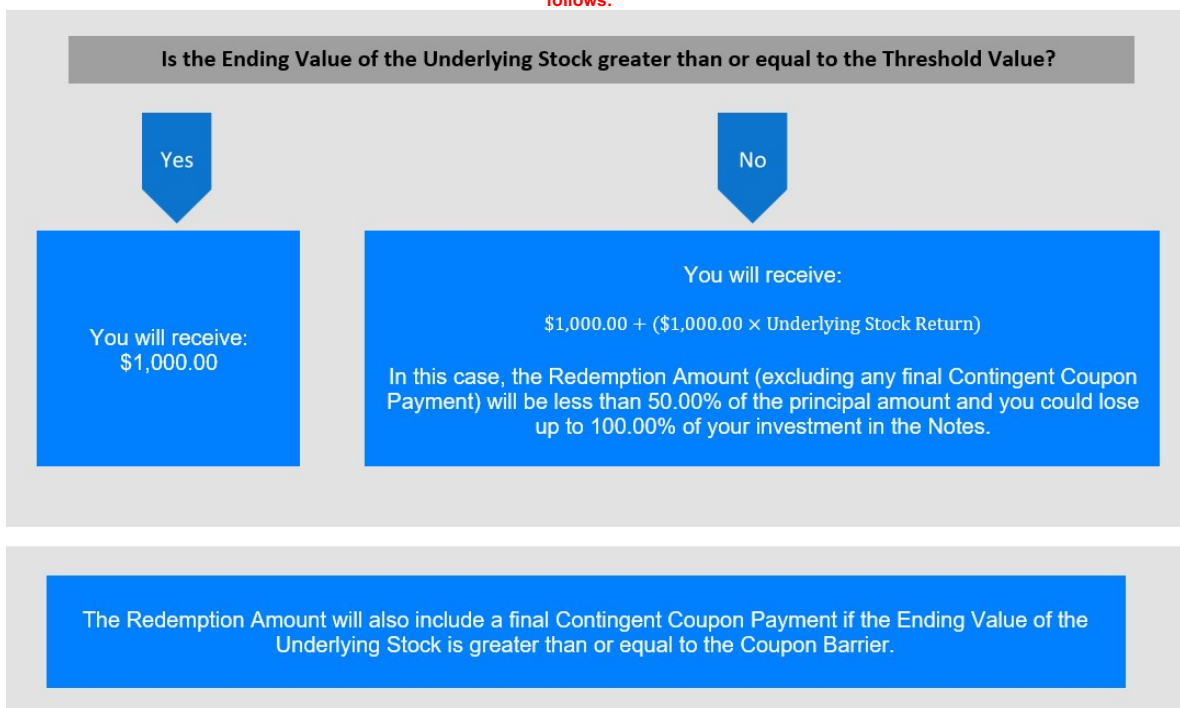 follows:
Is the Ending Value of the Underlying Stock greater than or equal to the Threshold Value?
Yes
No
You will receive:
$1,000.00
You will receive:
$1,000.00 + ($1,000.00 × Underlying Stock Return)
In this case, the Redemption Amount (excluding any final Contingent Coupon
Payment) will be less than 50.00% of the principal amount and you could lose
up to 100.00% of your investment in the Notes.
The Redemption Amount will also include a final Contingent Coupon Payment if the Ending Value of the
Underlying Stock is greater than or equal to the Coupon Barrier.